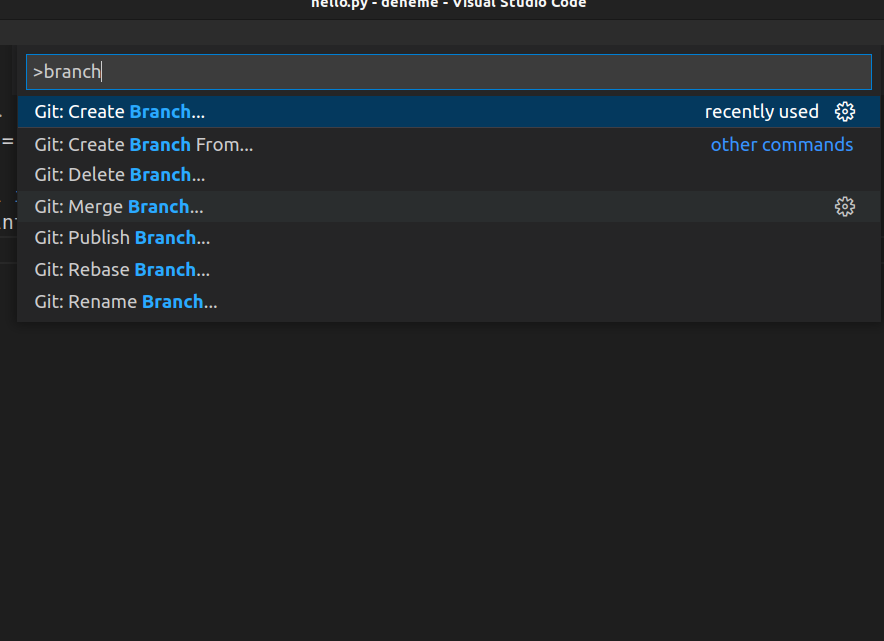 hello.py - deneme - Visual Studio Code
>branch
Git: Create Branch... recently used
Git: Create Branch From... other commands
Git: Delete Branch...
Git: Merge Branch...
Git: Publish Branch...
Git: Rebase Branch...
Git: Rename Branch...